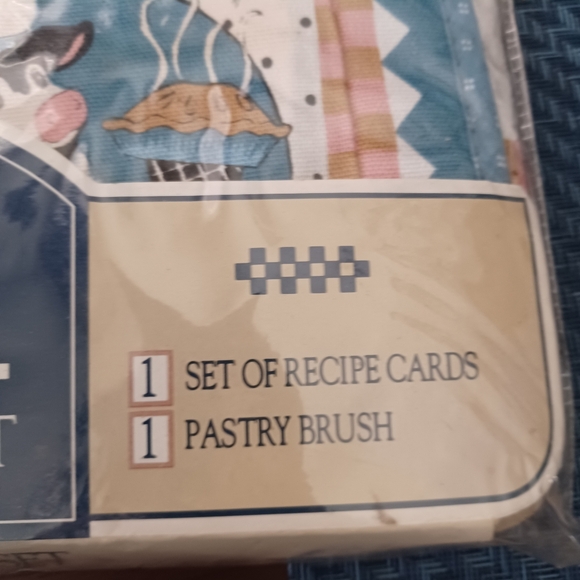 1 SET OF RECIPE CARDS
1 PASTRY BRUSH
T